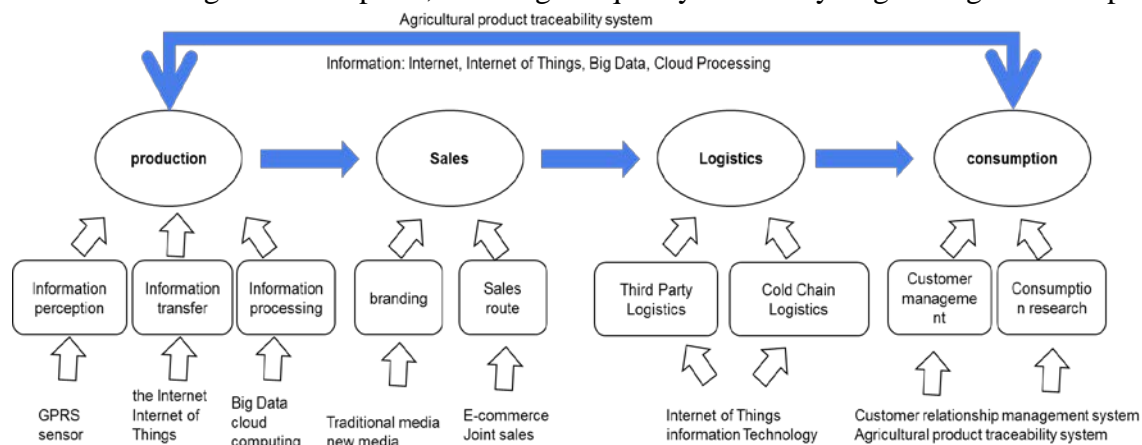 Agricultural product traceability system
Information: Internet, Internet of Things, Big Data, Cloud Processing
production
Sales
Logistics
consumption
Information
perception
Information
transfer
Information
processing
branding
Sales
route
Third Party
Logistics
Cold Chain
Logistics
Customer
manageme
nt
Consumptio
n research
GPRS
sensor
the Internet
Internet of
Things
Big Data
cloud
computing
Traditional media
new media
E-commerce
Joint sales
Internet of Things
information Technology
Customer relationship management system
Agricultural product traceability system